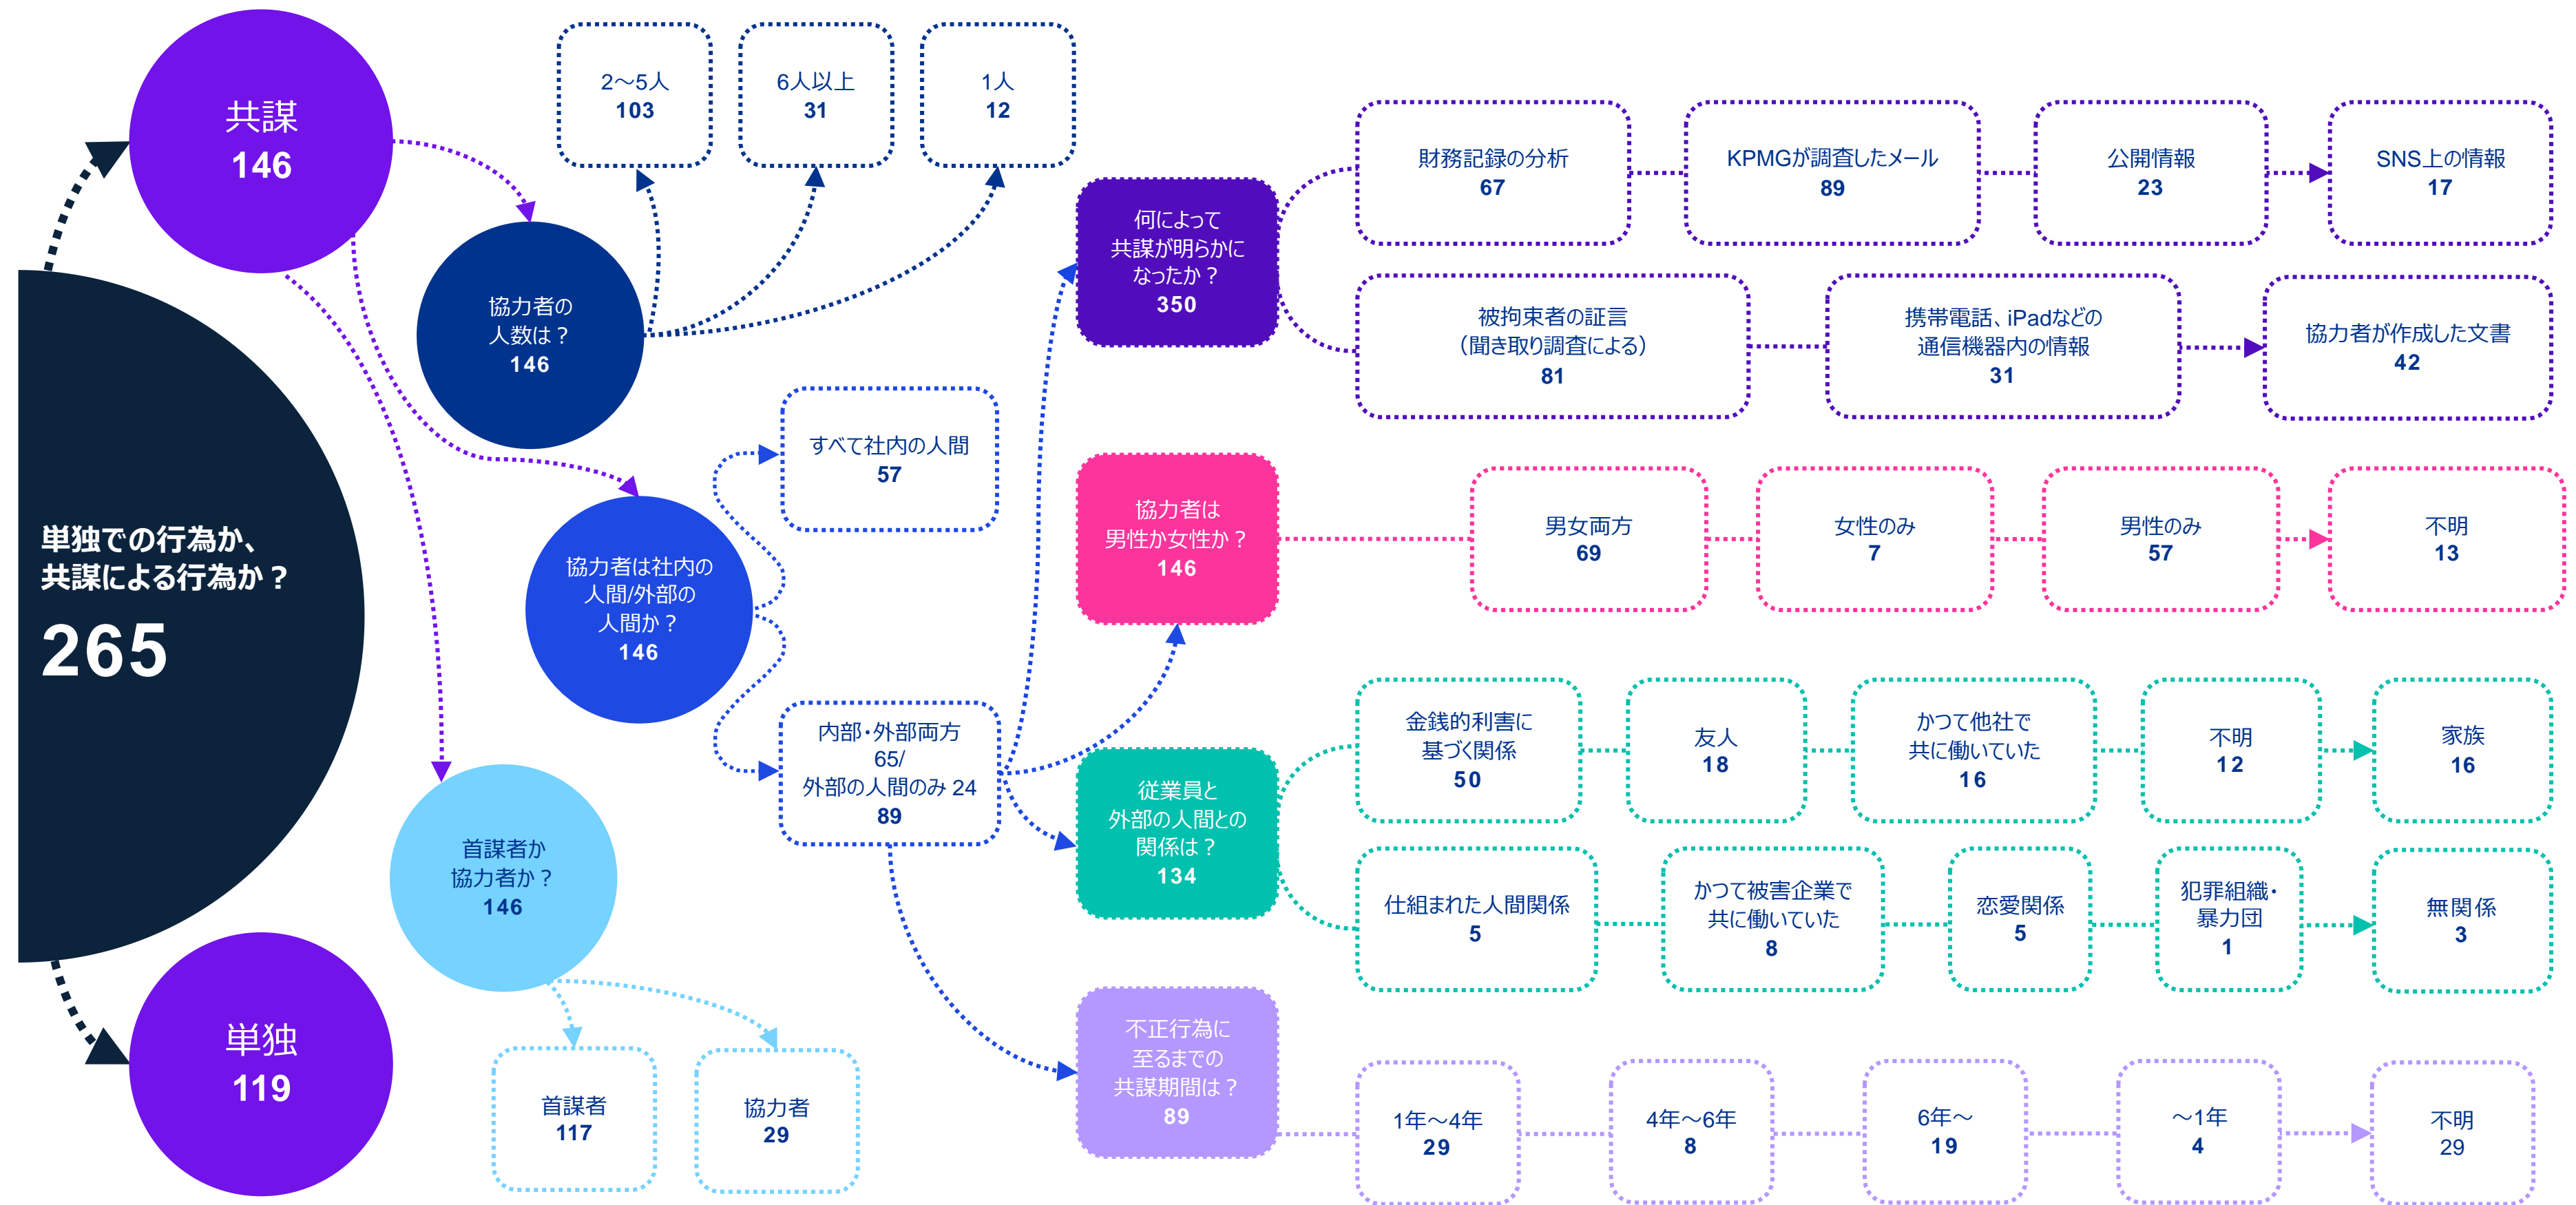 単独での行為か、
共謀による行為か？
265
共謀
146
単独
119
協力者の
人数は？
146
2～5人
103
6人以上
31
1人
12
協力者は社内の
人間/外部の
人間か？
146
すべて社内の人間
57
内部・外部両方
65/
外部の人間のみ 24
89
首謀者か
協力者か？
146
首謀者
117
協力者
29
何によって
共謀が明らかに
なったか？
350
財務記録の分析
67
KPMGが調査したメール
89
公開情報
23
SNS上の情報
17
被拘束者の証言
（聞き取り調査による）
81
携帯電話、iPadなどの
通信機器内の情報
31
協力者が作成した文書
42
協力者は
男性か女性か？
146
男女両方
69
女性のみ
7
男性のみ
57
不明
13
従業員と
外部の人間との
関係は？
134
金銭的利害に
基づく関係
50
友人
18
かつて他社で
共に働いていた
16
不明
12
家族
16
仕組まれた人間関係
5
かつて被害企業で
共に働いていた
8
恋愛関係
5
犯罪組織・
暴力団
1
無関係
3
不正行為に
至るまでの
共謀期間は？
89
1年～4年
29
4年～6年
8
6年～
19
～1年
4
不明
29